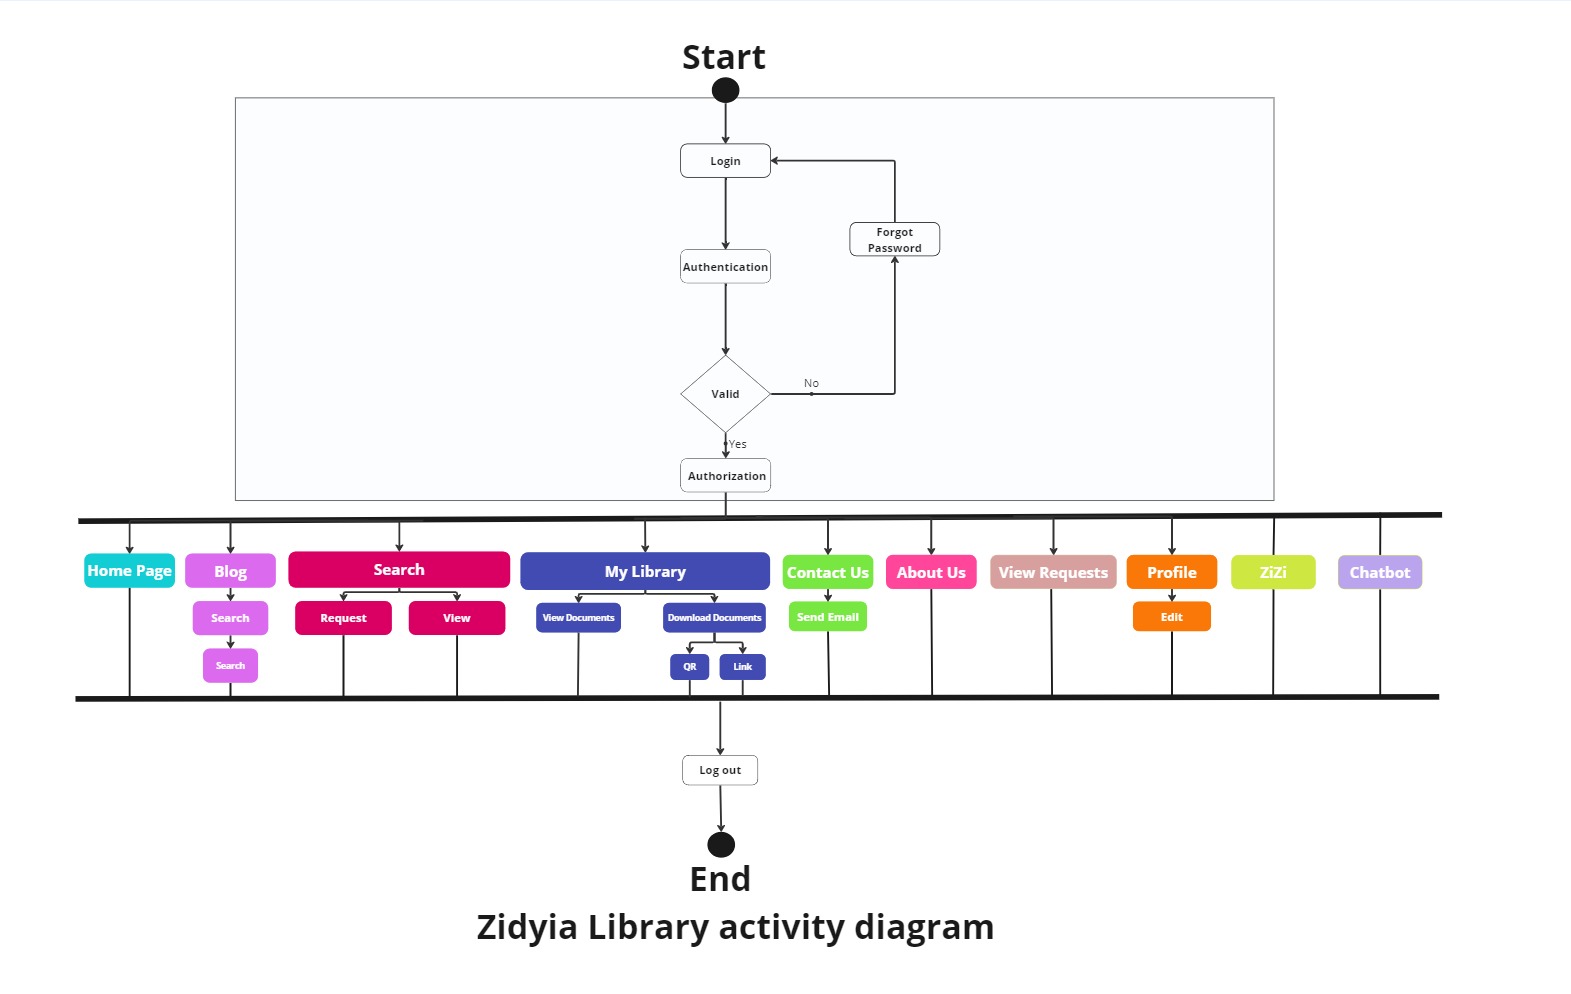 Start
Login
Forgot
Password
Authentication
No
Valid
Yes
Authorization
Home Page
Blog
Search
My Library
Contact Us
About Us
View Requests
Profile
ZiZi
Chatbot
Search
Request
View
View Documents
Download Documents
Send Email
Edit
Search
QR
Link
Log out
End
Zidyia Library activity diagram